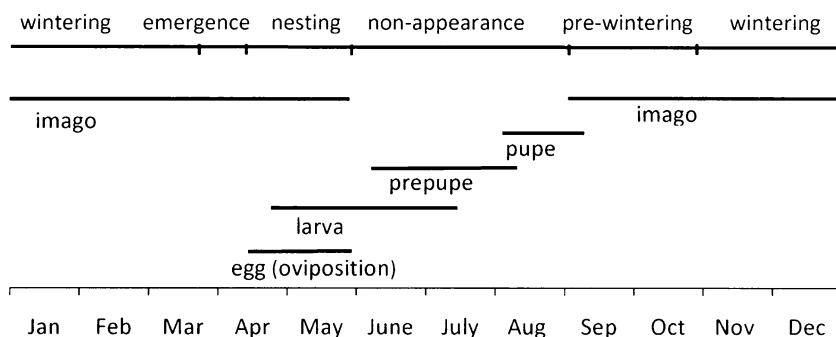 wintering emergence nesting non-appearance pre-wintering wintering
imago imago
pupe
prepupe
larva
egg (oviposition)
Jan Feb Mar Apr May June July Aug Sep Oct Nov Dec